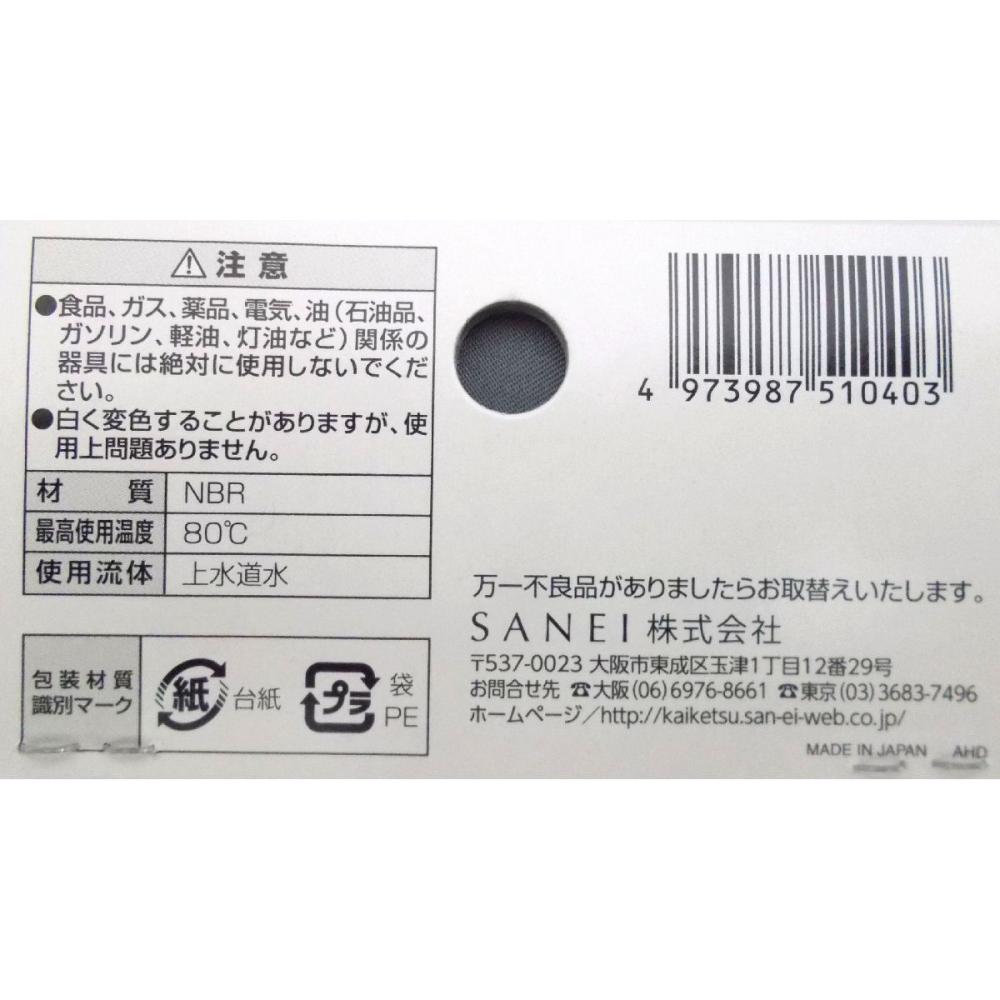 注意
●食品、ガス、薬品、電気、油(石油品、
ガソリン、軽油、灯油など)関係の
器具には絶対に使用しないでくだ
さい。
●白く変色することがありますが、使
用上問題ありません。
材質 NBR
最高使用温度 80℃
使用流体 上水道水
包装材質
識別マーク
紙 台紙
プラ 袋
PE
4 973987 510403
万一不良品がありましたらお取替えいたします。
SANEI 株式会社
〒537-0023 大阪市東成区玉津1丁目12番29号
お問合せ先 ☎大阪(06)6976-8661 ☎東京(03)3683-7496
ホームページ/http://kaiketsu.san-ei-web.co.jp/
MADE IN JAPAN AHD